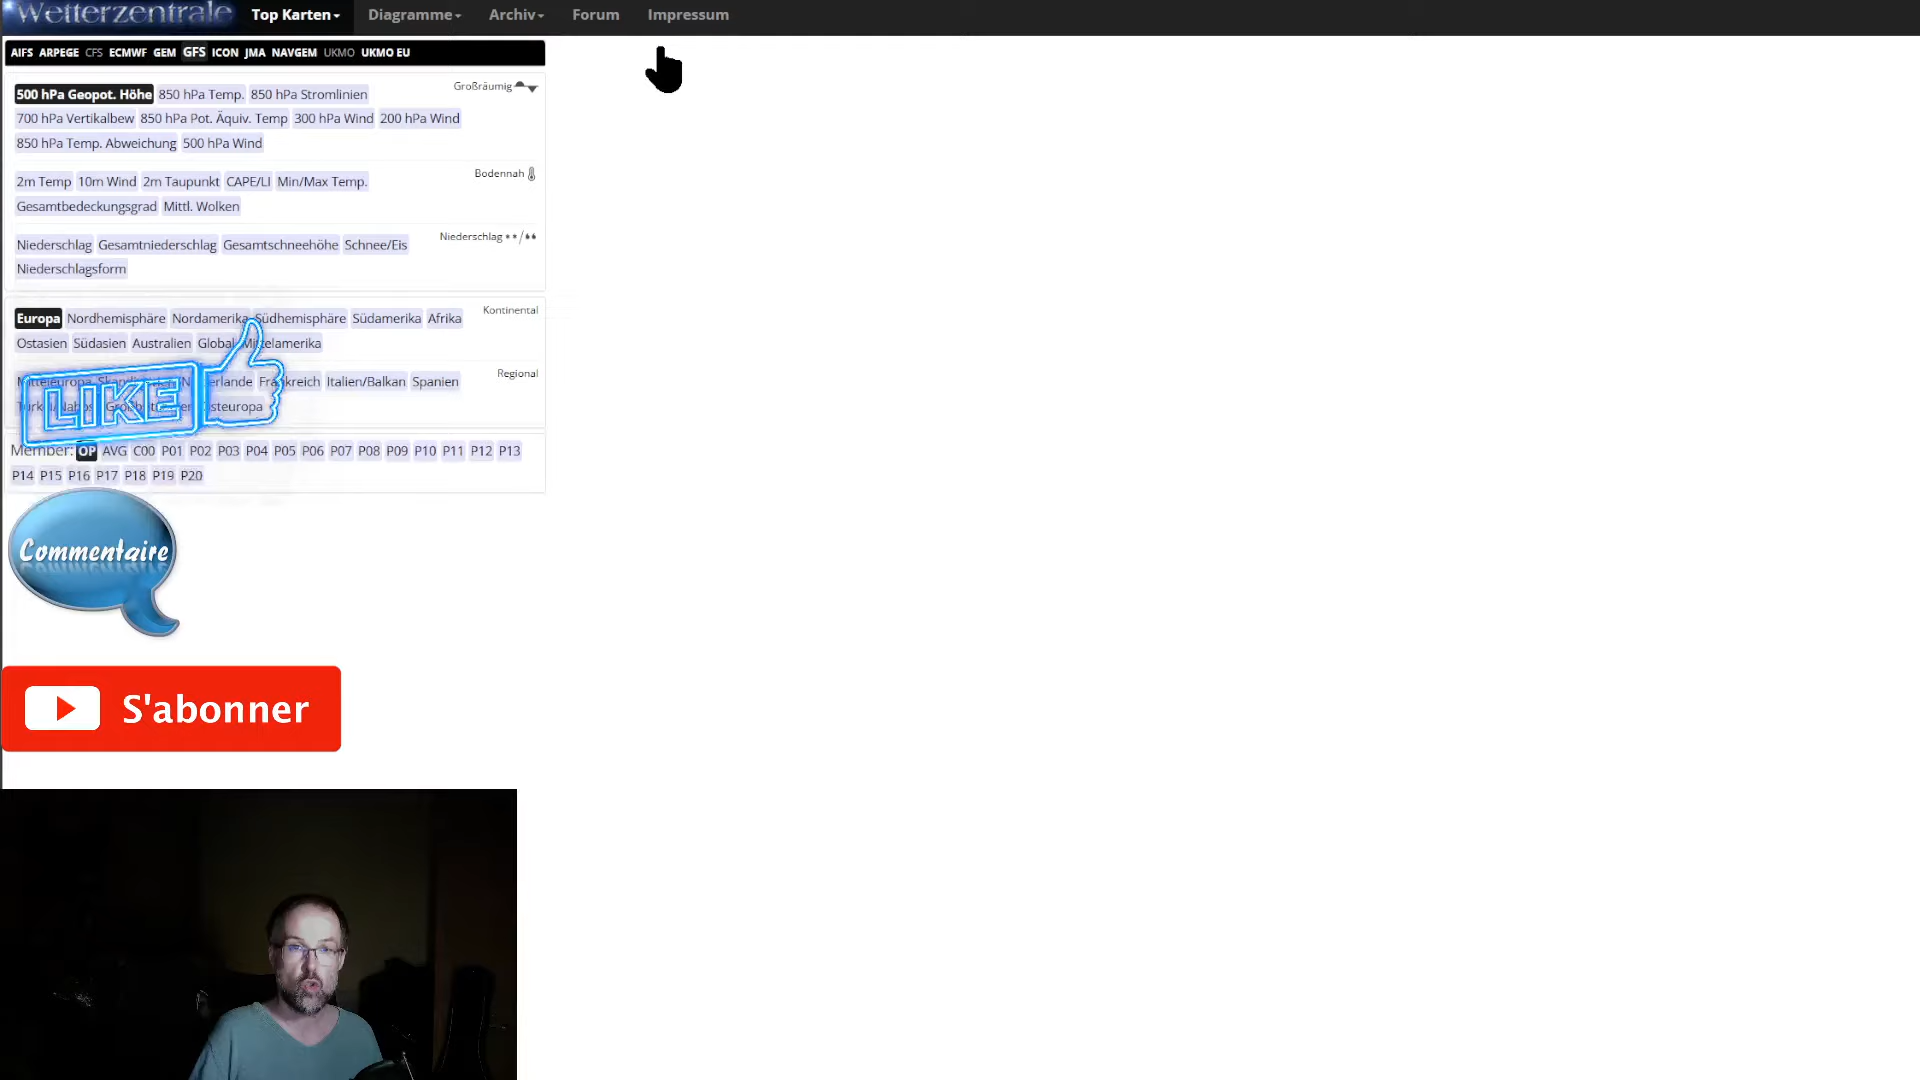 Wetterzentrale Top Karten Diagramme Archiv Forum Impressum
AIFS ARPEGE CFS ECMWF GEM GFS ICON JMA NAVGEM UKMO UKMO EU
500 hPa Geopot. Höhe 850 hPa Temp. 850 hPa Stromlinien Großräumig
700 hPa Vertikalbew 850 hPa Pot. Äquiv. Temp 300 hPa Wind 200 hPa Wind
850 hPa Temp. Abweichung 500 hPa Wind
2m Temp 10m Wind 2m Taupunkt CAPE/LI Min/Max Temp. Bodennah
Gesamtbedeckungsgrad Mittl. Wolken
Niederschlag Gesamtniederschlag Gesamtschneehöhe Schnee/Eis Niederschlag **/
Niederschlagsform
Europa Nordhemisphäre Nordamerika Südhemisphäre Südamerika Afrika Kontinental
Ostasien Südasien Australien Global Mittelamerika
Mitteleuropa Frankreich Italien/Balkan Spanien Regional
LIKE
Member: OP AVG C00 P01 P02 P03 P04 P05 P06 P07 P08 P09 P10 P11 P12 P13
P14 P15 P16 P17 P18 P19 P20
Commentaire
S'abonner